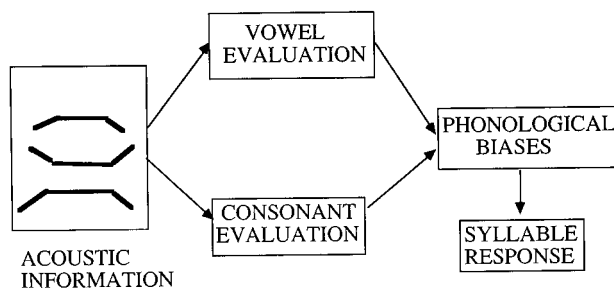 VOWEL
EVALUATION
PHONOLOGICAL
BIASES
CONSONANT
EVALUATION
SYLLABLE
RESPONSE
ACOUSTIC
INFORMATION